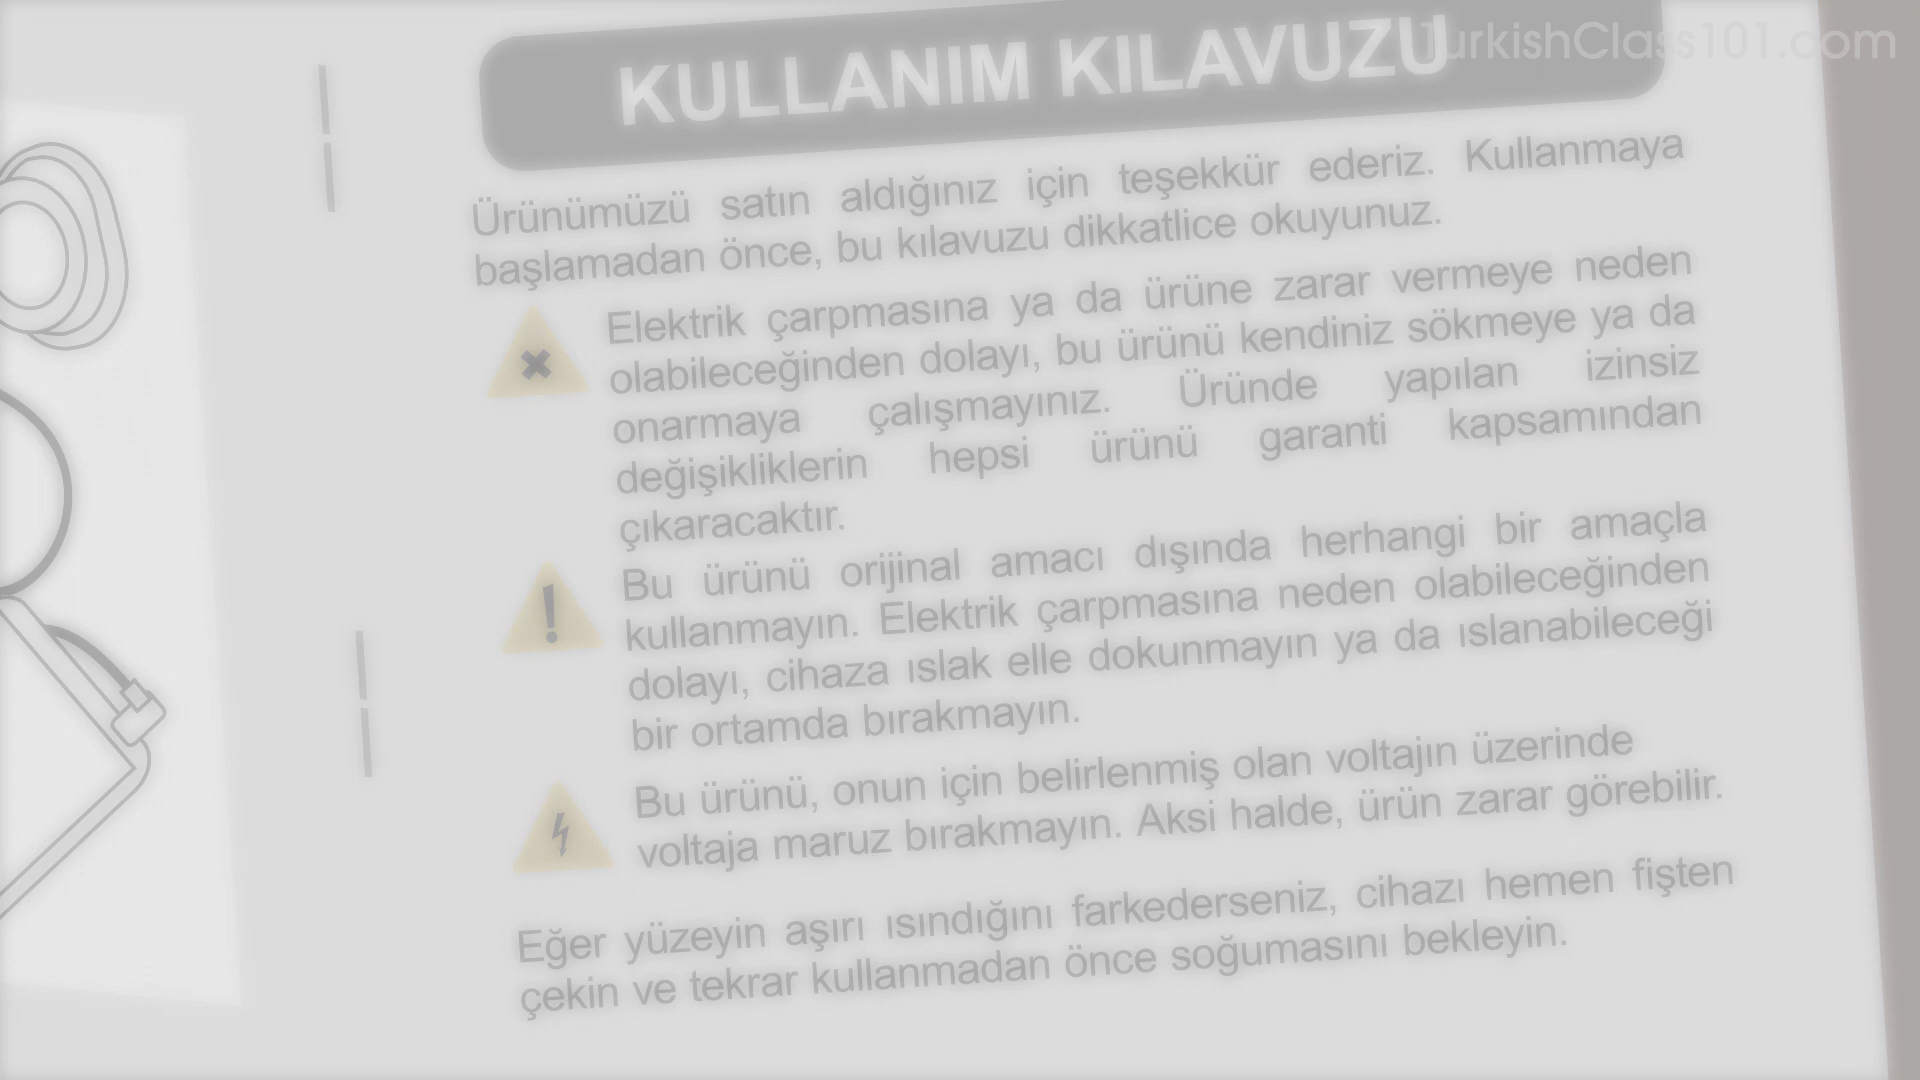 TurkishClass101.com
KULLANIM KILAVUZU
Ürünümüzü satın aldığınız için teşekkür ederiz. Kullanmaya
başlamadan önce, bu kılavuzu dikkatlice okuyunuz.
Elektrik çarpmasına ya da ürüne zarar vermeye neden
olabileceğinden dolayı, bu ürünü kendiniz sökmeye ya da
onarmaya çalışmayınız. Üründe yapılan izinsiz
değişikliklerin hepsi ürünü garanti kapsamından
çıkaracaktır.
Bu ürünü orijinal amacı dışında herhangi bir amaçla
kullanmayın. Elektrik çarpmasına neden olabileceğinden
dolayı, cihaza ıslak elle dokunmayın ya da ıslanabileceği
bir ortamda bırakmayın.
Bu ürünü, onun için belirlenmiş olan voltajın üzerinde
voltaja maruz bırakmayın. Aksi halde, ürün zarar görebilir.
Eğer yüzeyin aşırı ısındığını farkederseniz, cihazı hemen fişten
çekin ve tekrar kullanmadan önce soğumasını bekleyin.